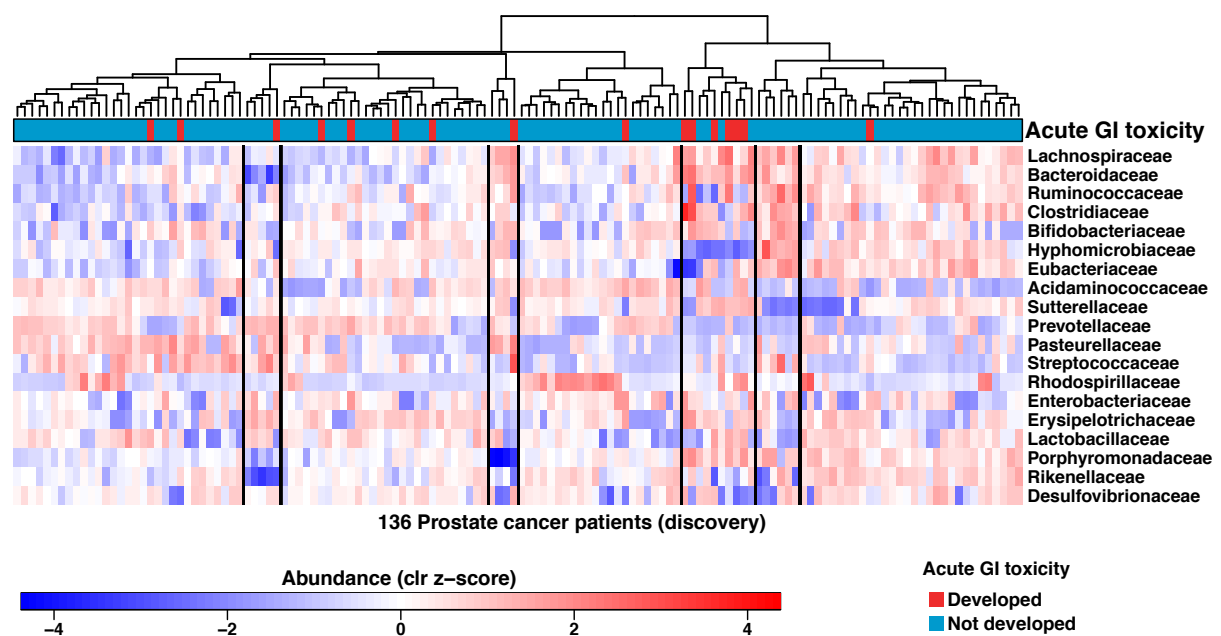 Acute GI toxicity
Lachnospiraceae
Bacteroidaceae
Ruminococcaceae
Clostridiaceae
Bifidobacteriaceae
Hyphomicrobiaceae
Eubacteriaceae
Acidaminococcaceae
Sutterellaceae
Prevotellaceae
Pasteurellaceae
Streptococcaceae
Rhodospirillaceae
Enterobacteriaceae
Erysipelotrichaceae
Lactobacillaceae
Porphyromonadaceae
Rikenellaceae
Desulfovibrionaceae
136 Prostate cancer patients (discovery)
Abundance (clr z−score)
−4 −2 0 2 4
Acute GI toxicity
Developed
Not developed